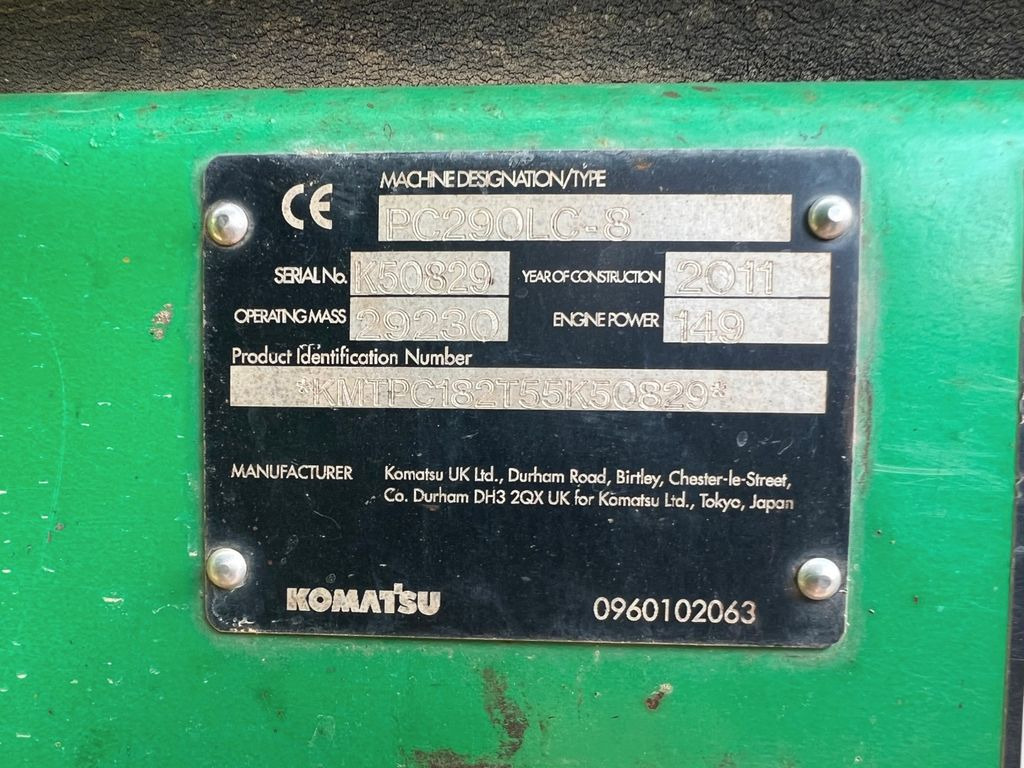 CE
MACHINE DESIGNATION/TYPE
PC290LC-8
SERIAL No. K50829 YEAR OF CONSTRUCTION 2011
OPERATING MASS 29230 ENGINE POWER 149
Product Identification Number
*KMTPC182T55K50829*
MANUFACTURER Komatsu UK Ltd., Durham Road, Birtley, Chester-le-Street,
Co. Durham DH3 2QX UK for Komatsu Ltd., Tokyo, Japan
KOMATSU 0960102063